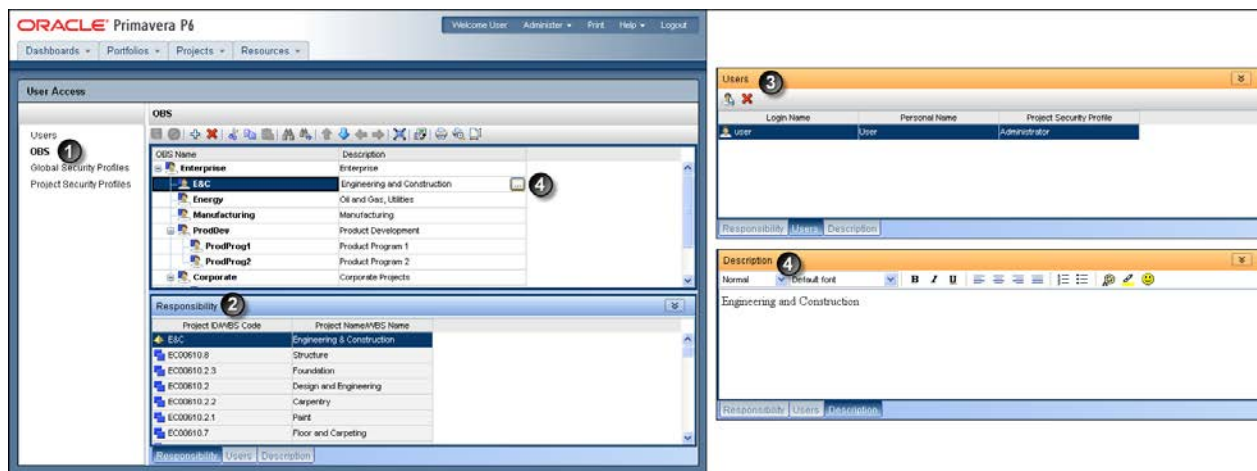 ORACLE Primavera P6
Welcome User Administer Print Help Logout
Dashboards Portfolios Projects Resources
User Access
Users
OBS 1
Global Security Profiles
Project Security Profiles
OBS
OBS Name Description
Enterprise Enterprise
E&C Engineering and Construction ... 4
Energy Oil and Gas, Utilities
Manufacturing Manufacturing
ProdDev Product Development
ProdProg1 Product Program 1
ProdProg2 Product Program 2
Corporate Corporate Projects
Responsibility 2
Project ID/WBS Code Project Name/WBS Name
E&C Engineering & Construction
EC00610.8 Structure
EC00610.2.3 Foundation
EC00610.2 Design and Engineering
EC00610.2.2 Carpentry
EC00610.2.1 Paint
EC00610.7 Floor and Carpeting
Responsibility Users Description
Users 3
Login Name Personal Name Project Security Profile
user User Administrator
Responsibility Users Description
Description 4
Normal Default font B I U
Engineering and Construction
Responsibility Users Description